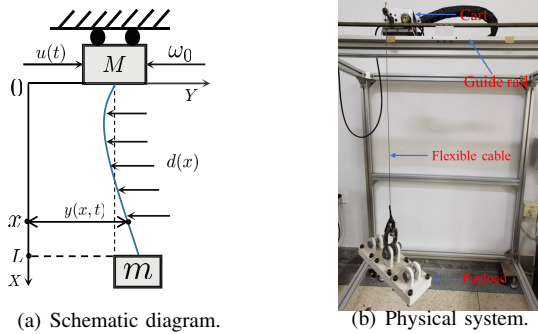 u(t)
M
ω₀
0
Y
d(x)
x
y(x,t)
L
m
X
(a) Schematic diagram.
Cart
Guide rail
Flexible cable
Payload
(b) Physical system.